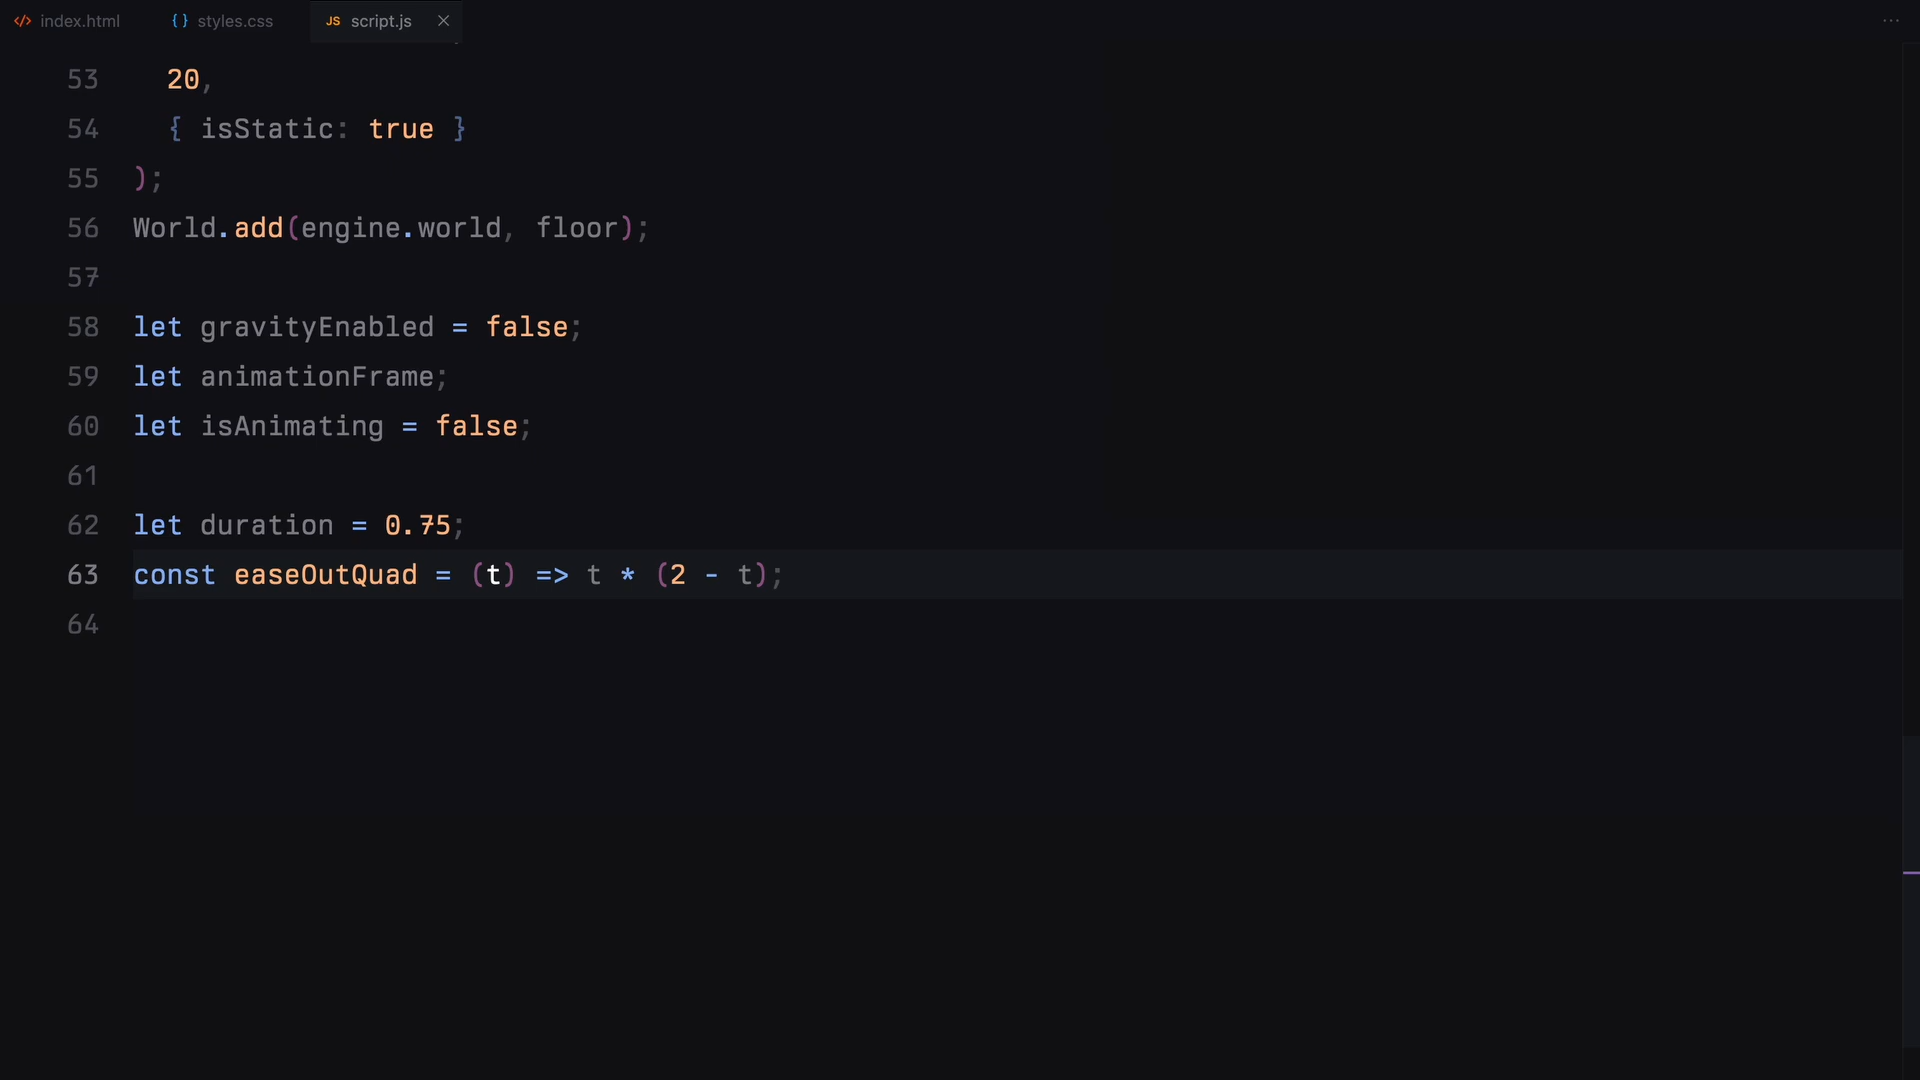 </> index.html {} styles.css JS script.js ×
53 20,
54 { isStatic: true }
55 );
56 World.add(engine.world, floor);
57
58 let gravityEnabled = false;
59 let animationFrame;
60 let isAnimating = false;
61
62 let duration = 0.75;
63 const easeOutQuad = (t) => t * (2 - t);
64